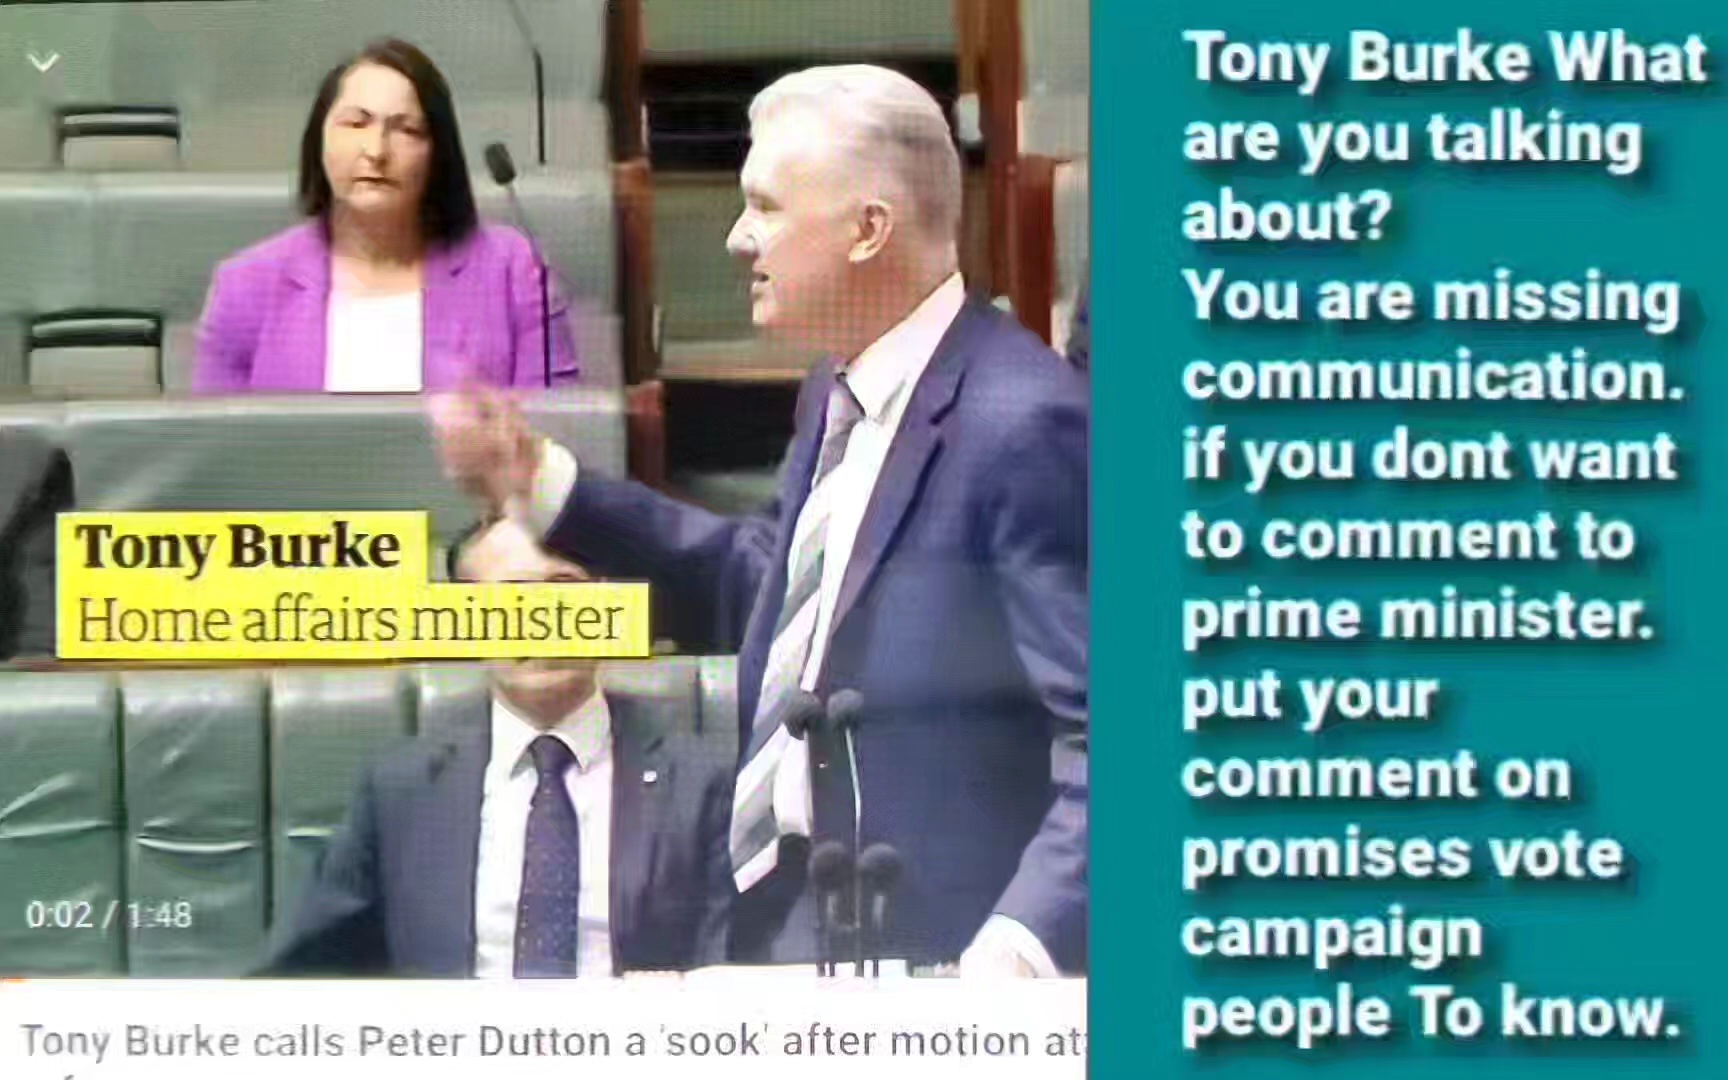 Tony Burke
Home affairs minister
0:02 / 1:48
Tony Burke calls Peter Dutton a 'sook' after motion
Tony Burke What
are you talking
about?
You are missing
communication.
if you dont want
to comment to
prime minister.
put your
comment on
promises vote
campaign
people To know.